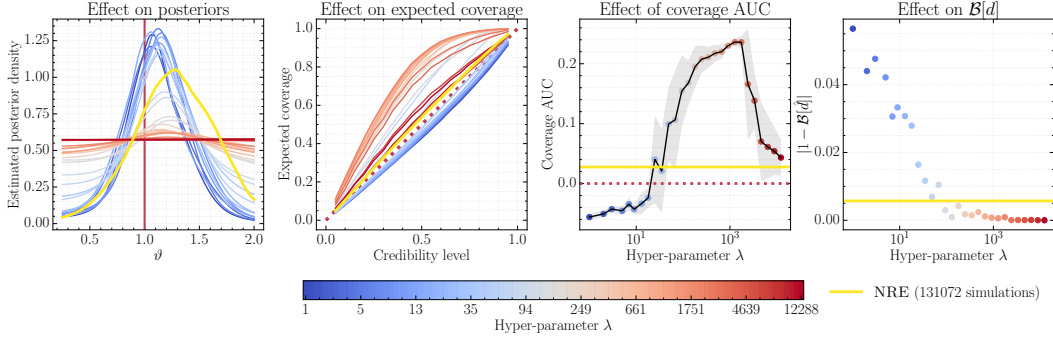 Effect on posteriors
Estimated posterior density
1.25
1.00
0.75
0.50
0.25
0.00
0.5
1.0
1.5
2.0
ϑ
Effect on expected coverage
Expected coverage
1.0
0.8
0.6
0.4
0.2
0.0
0.0
0.5
1.0
Credibility level
Effect of coverage AUC
Coverage AUC
0.2
0.1
0.0
10¹
10³
Hyper-parameter λ
Effect on ℬ[d]
|1 − ℬ[d̂]|
0.04
0.02
0.00
10¹
10³
Hyper-parameter λ
1
5
13
35
94
249
661
1751
4639
12288
Hyper-parameter λ
NRE (131072 simulations)